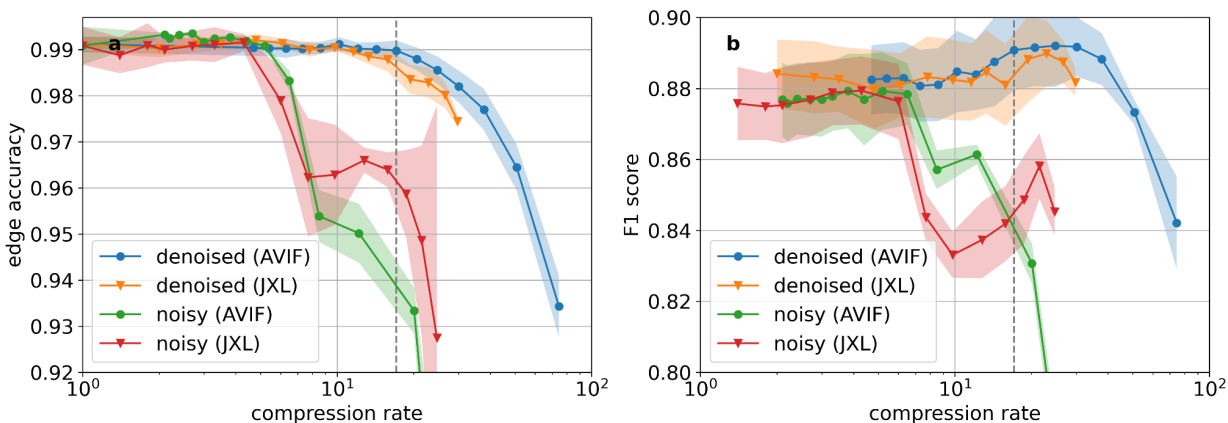 a
0.99
0.98
0.97
0.96
0.95
0.94
0.93
0.92
edge accuracy
denoised (AVIF)
denoised (JXL)
noisy (AVIF)
noisy (JXL)
10⁰
10¹
10²
compression rate
b
0.90
0.88
0.86
0.84
0.82
0.80
F1 score
denoised (AVIF)
denoised (JXL)
noisy (AVIF)
noisy (JXL)
10⁰
10¹
10²
compression rate